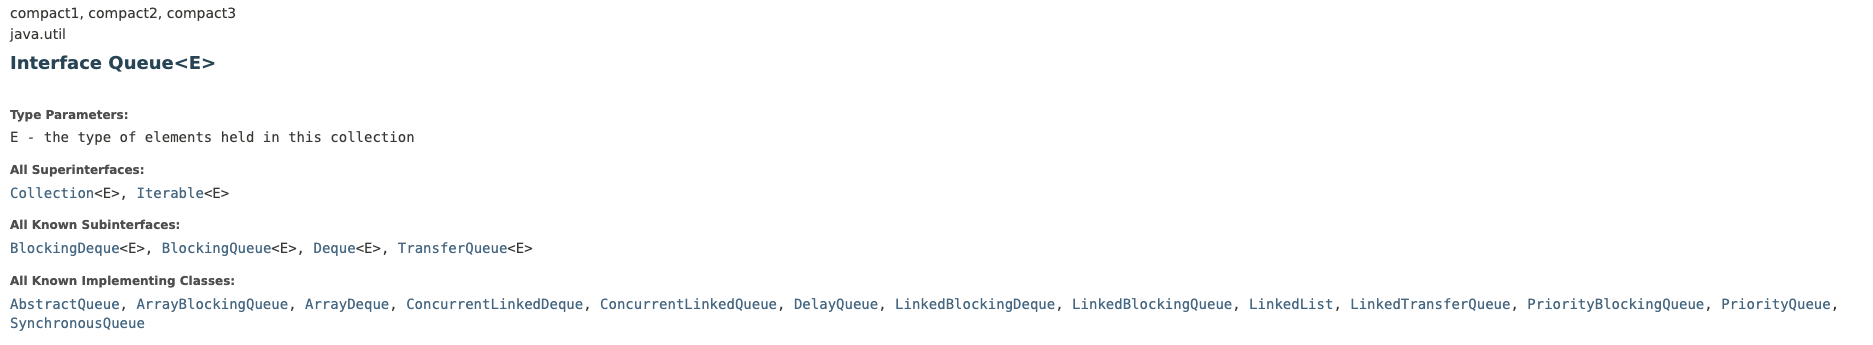 compact1, compact2, compact3
java.util
Interface Queue<E>
Type Parameters:
E - the type of elements held in this collection
All Superinterfaces:
Collection<E>, Iterable<E>
All Known Subinterfaces:
BlockingDeque<E>, BlockingQueue<E>, Deque<E>, TransferQueue<E>
All Known Implementing Classes:
AbstractQueue, ArrayBlockingQueue, ArrayDeque, ConcurrentLinkedDeque, ConcurrentLinkedQueue, DelayQueue, LinkedBlockingDeque, LinkedBlockingQueue, LinkedList, LinkedTransferQueue, PriorityBlockingQueue, PriorityQueue,
SynchronousQueue